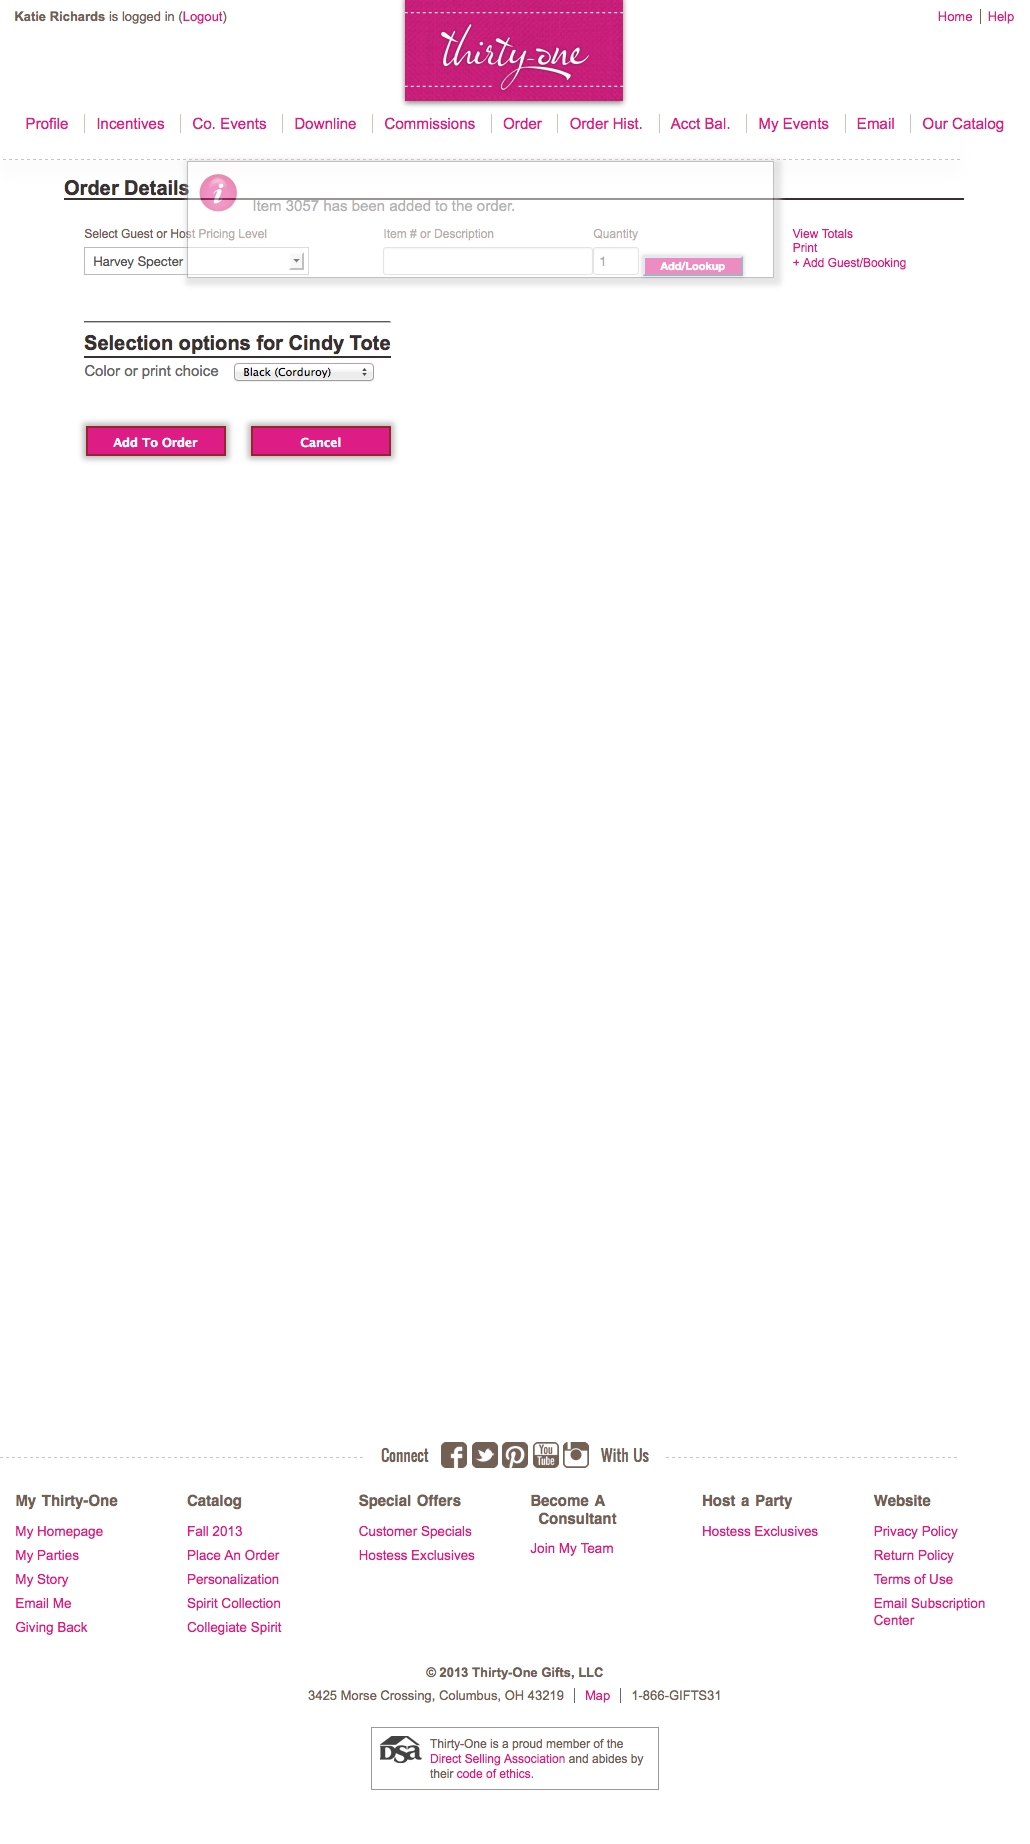 Katie Richards is logged in (Logout)
Home | Help
thirty-one
Profile | Incentives | Co. Events | Downline | Commissions | Order | Order Hist. | Acct Bal. | My Events | Email | Our Catalog
Order Details
i
Item 3057 has been added to the order.
Select Guest or Host Pricing Level
Item # or Description
Quantity
View Totals
Print
Harvey Specter
1
Add/Lookup
+ Add Guest/Booking
Selection options for Cindy Tote
Color or print choice
Black (Corduroy)
Add To Order
Cancel
Connect
You
Tube
With Us
My Thirty-One
My Homepage
My Parties
My Story
Email Me
Giving Back
Catalog
Fall 2013
Place An Order
Personalization
Spirit Collection
Collegiate Spirit
Special Offers
Customer Specials
Hostess Exclusives
Become A
Consultant
Join My Team
Host a Party
Hostess Exclusives
Website
Privacy Policy
Return Policy
Terms of Use
Email Subscription
Center
© 2013 Thirty-One Gifts, LLC
3425 Morse Crossing, Columbus, OH 43219 | Map | 1-866-GIFTS31
DSA
Thirty-One is a proud member of the
Direct Selling Association and abides by
their code of ethics.